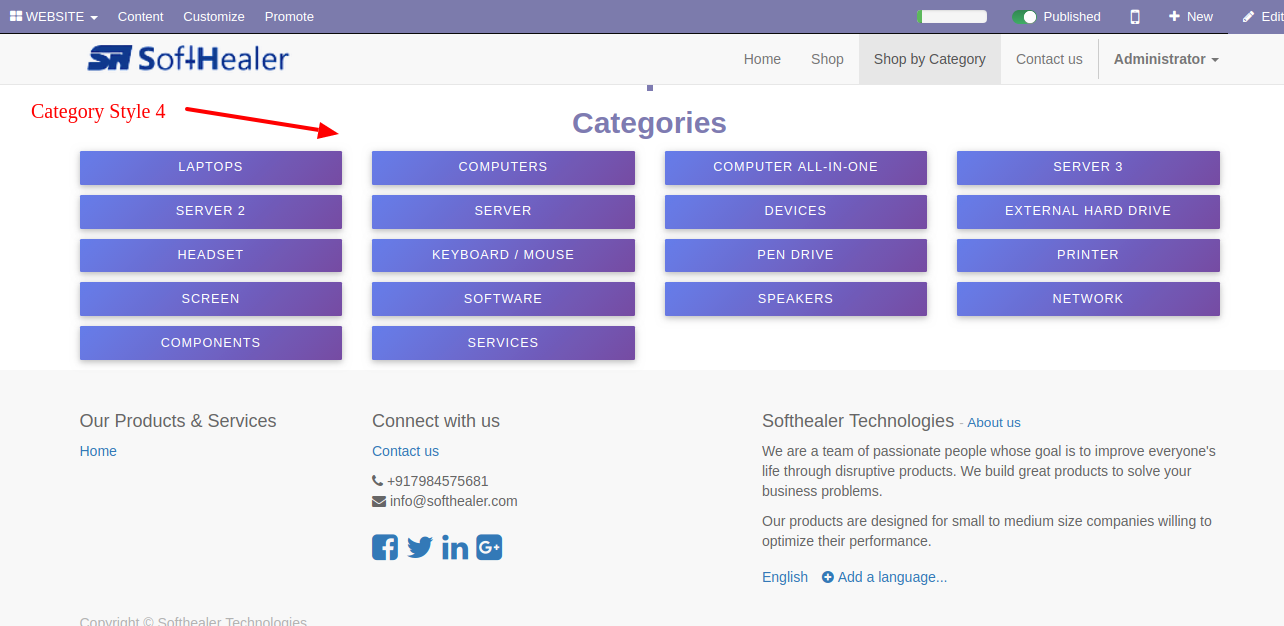 WEBSITE Content Customize Promote Published New Edit
SoftHealer Home Shop Shop by Category Contact us Administrator
Category Style 4
Categories
LAPTOPS COMPUTERS COMPUTER ALL-IN-ONE SERVER 3
SERVER 2 SERVER DEVICES EXTERNAL HARD DRIVE
HEADSET KEYBOARD / MOUSE PEN DRIVE PRINTER
SCREEN SOFTWARE SPEAKERS NETWORK
COMPONENTS SERVICES
Our Products & Services
Home
Connect with us
Contact us
+917984575681
info@softhealer.com
Softhealer Technologies - About us
We are a team of passionate people whose goal is to improve everyone's
life through disruptive products. We build great products to solve your
business problems.
Our products are designed for small to medium size companies willing to
optimize their performance.
English Add a language...
Copyright © Softhealer Technologies